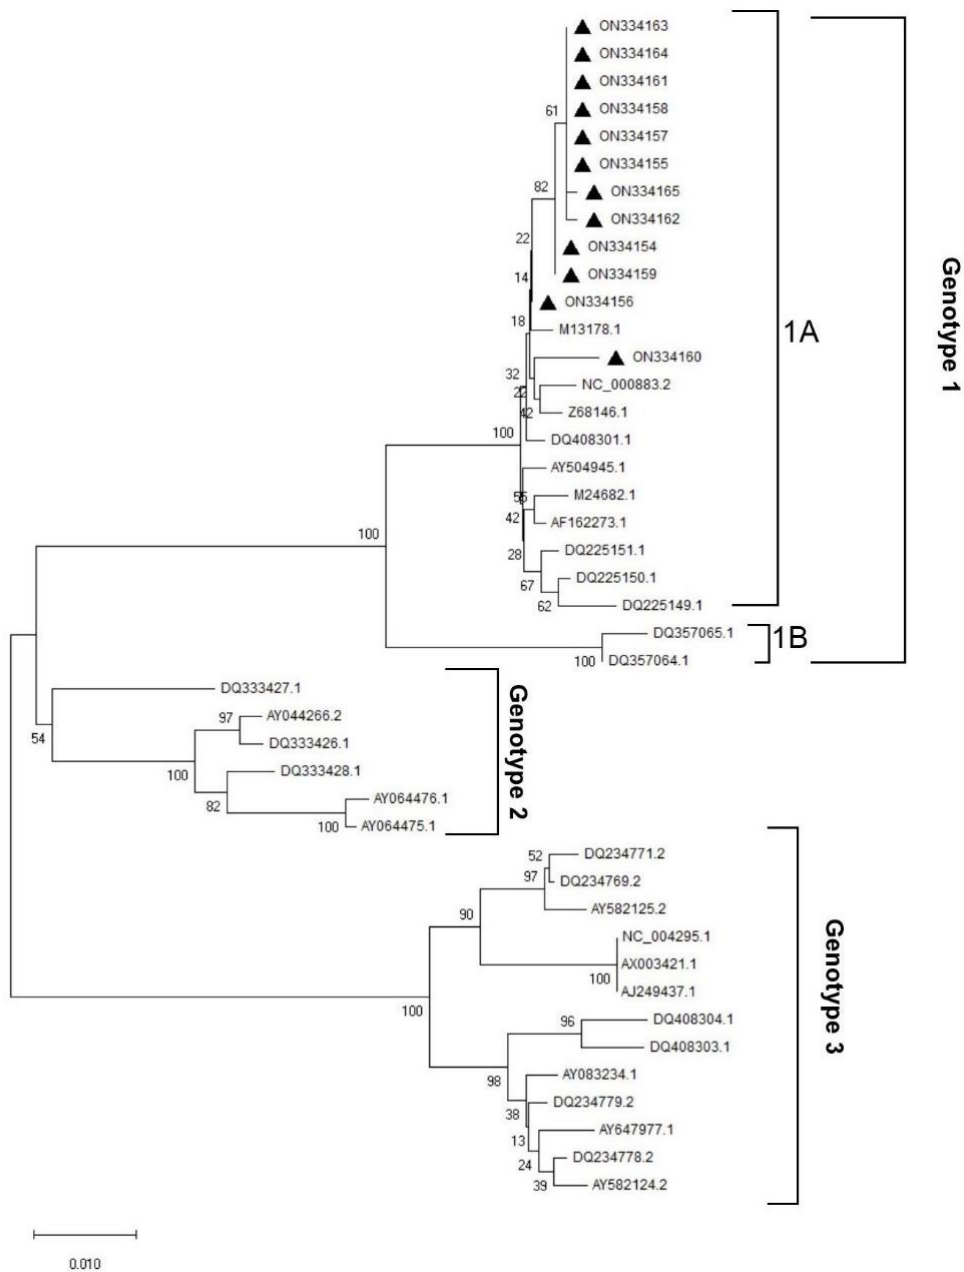 ON334163
ON334164
ON334161
ON334158
61
ON334157
ON334155
ON334165
82
ON334162
22
ON334154
14
ON334159
ON334156
18
M13178.1
1A
Genotype 1
ON334160
32
NC_000883.2
22
Z68146.1
42
DQ408301.1
100
AY504945.1
55
M24682.1
42
AF162273.1
100
DQ225151.1
28
DQ225150.1
67
DQ225149.1
62
DQ357065.1
1B
DQ357064.1
100
DQ333427.1
54
AY044266.2
97
DQ333426.1
100
DQ333428.1
82
AY064476.1
100
AY064475.1
Genotype 2
DQ234771.2
52
97
DQ234769.2
AY582125.2
90
NC_004295.1
AX003421.1
100
AJ249437.1
100
DQ408304.1
96
DQ408303.1
Genotype 3
AY083234.1
98
DQ234779.2
38
AY647977.1
13
DQ234778.2
24
AY582124.2
39
0.010